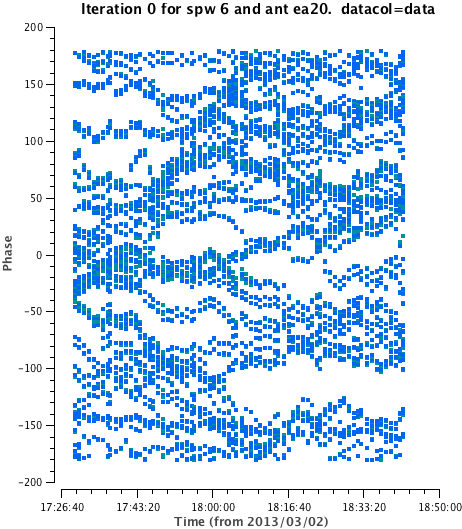 Iteration 0 for spw 6 and ant ea20.  datacol=data
200
150
100
50
0
−50
−100
−150
−200
Phase
17:26:40 17:43:20 18:00:00 18:16:40 18:33:20 18:50:00
Time (from 2013/03/02)